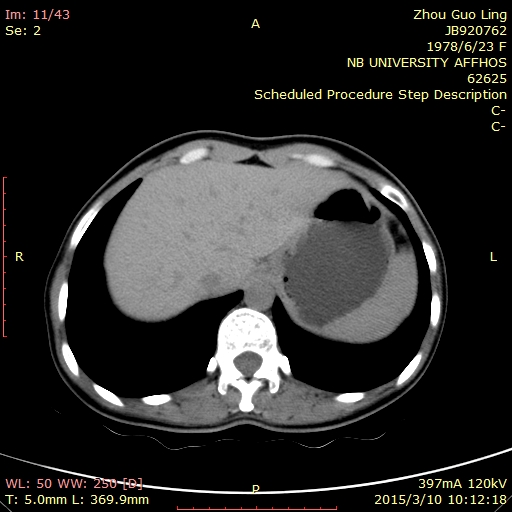 Im: 11/43
Se: 2
A
Zhou Guo Ling
JB920762
1978/6/23 F
NB UNIVERSITY AFFHOS
62625
Scheduled Procedure Step Description
C-
C-
R
L
WL: 50 WW: 250 [D]
T: 5.0mm L: 369.9mm
P
397mA 120kV
2015/3/10 10:12:18